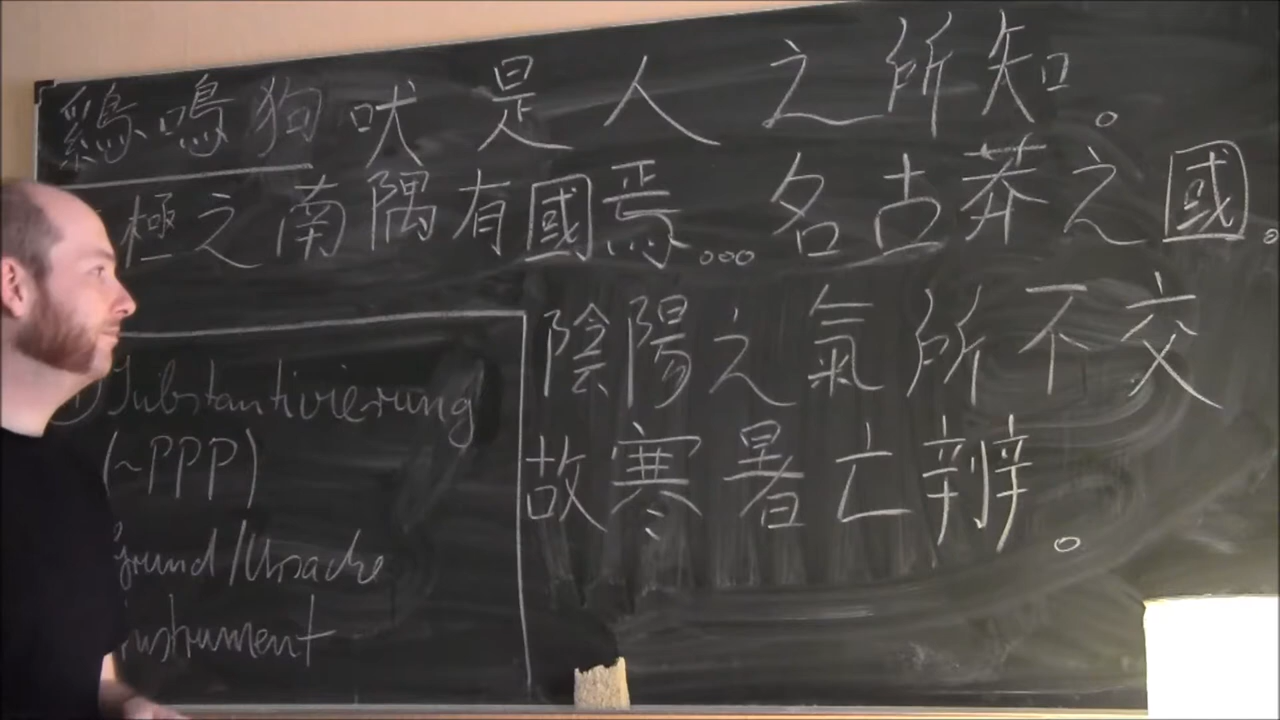 鷄鳴狗吠是人之所知。
極之南隅有國焉...名古莽之國。
陰陽之氣所不交
故寒暑亡辨。
1) Substantivierung
(~PPP)
Grund/Ursache
Instrument